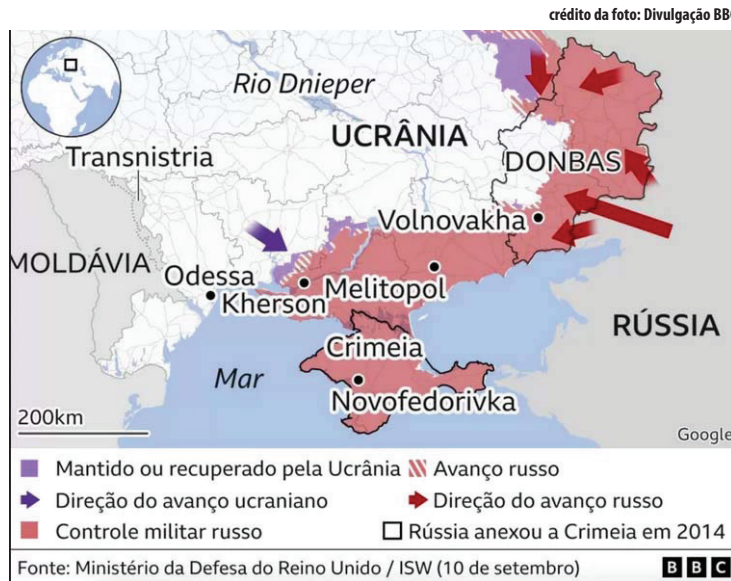 crédito da foto: Divulgação BBC
Rio Dnieper
UCRÂNIA
Transnistria
DONBAS
Volnovakha
MOLDÁVIA
Odessa
Kherson
Melitopol
RÚSSIA
Crimeia
Mar
Novofedorivka
200km
Google
Mantido ou recuperado pela Ucrânia
Avanço russo
Direção do avanço ucraniano
Direção do avanço russo
Controle militar russo
Rússia anexou a Crimeia em 2014
Fonte: Ministério da Defesa do Reino Unido / ISW (10 de setembro)
BBC